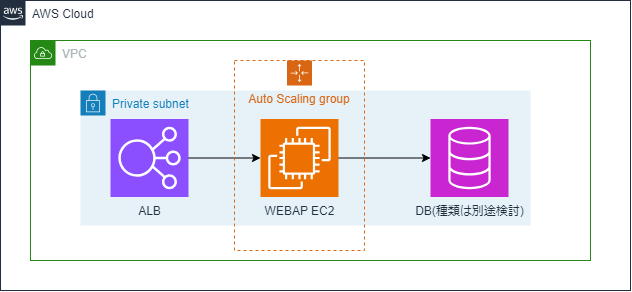 aws
AWS Cloud
VPC
Auto Scaling group
Private subnet
ALB
WEBAP EC2
DB(種類は別途検討)